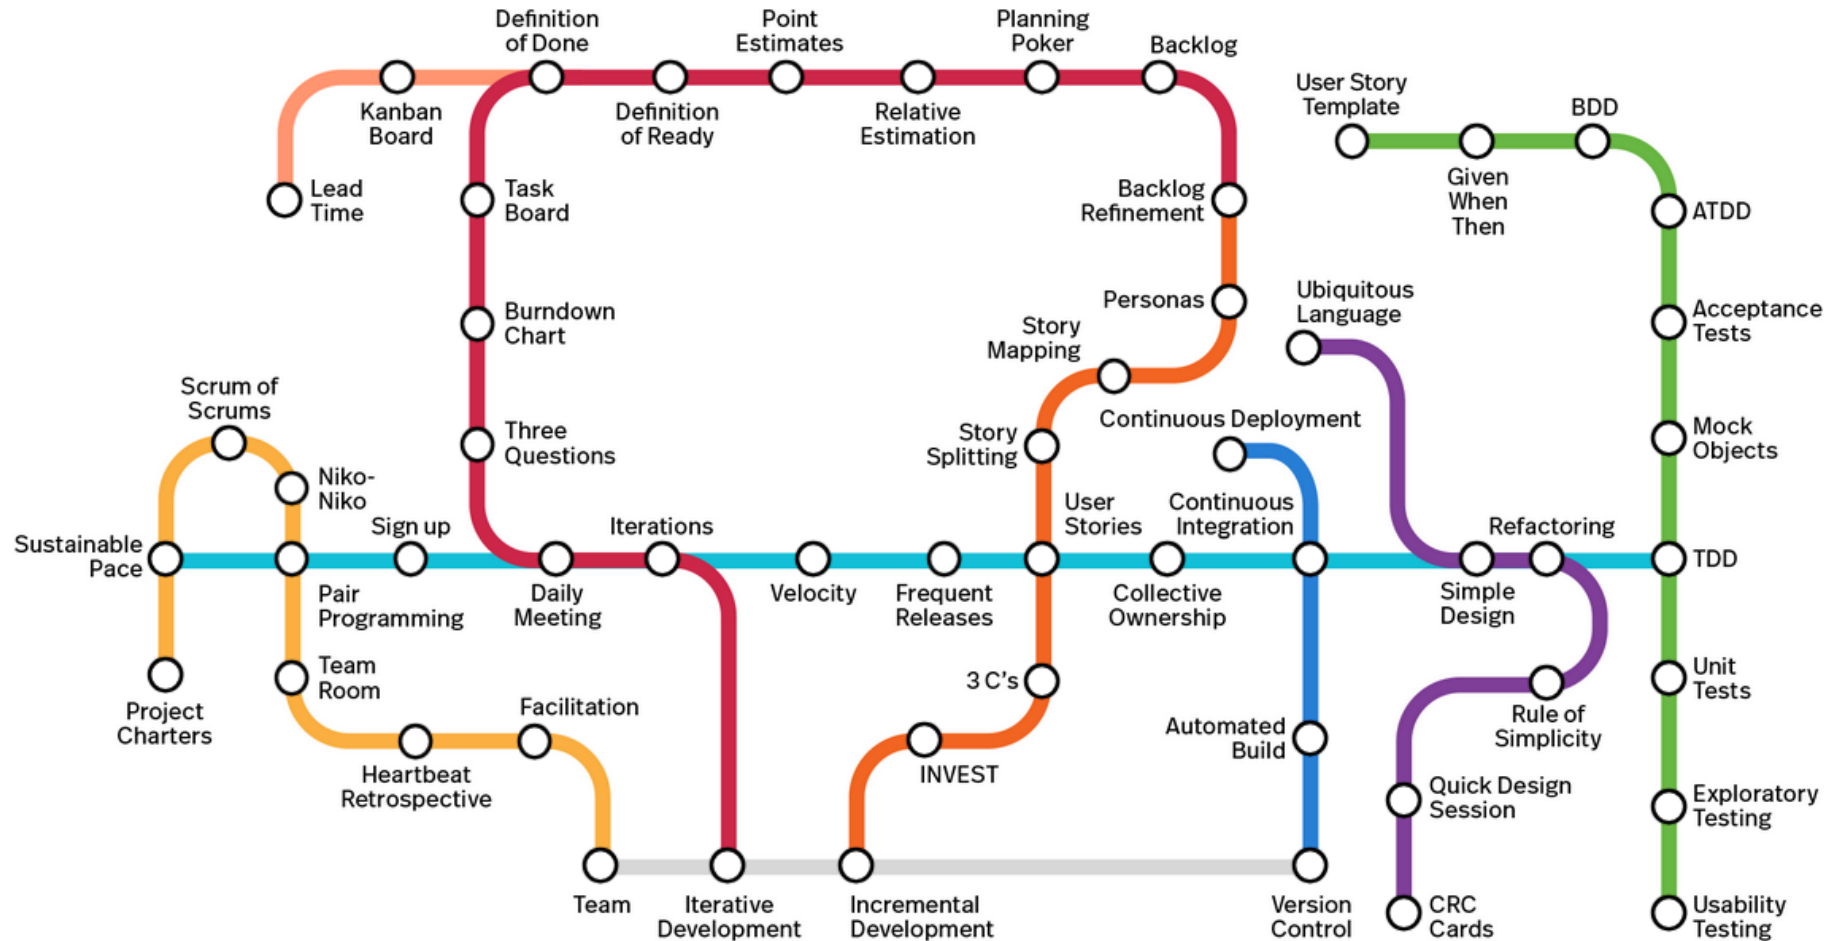 Definition
of Done
Point
Estimates
Planning
Poker
Backlog
Kanban
Board
Definition
of Ready
Relative
Estimation
User Story
Template
BDD
Given
When
Then
Lead
Time
Task
Board
Backlog
Refinement
ATDD
Burndown
Chart
Personas
Story
Mapping
Ubiquitous
Language
Acceptance
Tests
Scrum of
Scrums
Three
Questions
Story
Splitting
Continuous Deployment
Mock
Objects
Niko-
Niko
Sustainable
Pace
Sign up
Iterations
User
Stories
Continuous
Integration
Refactoring
TDD
Pair
Programming
Daily
Meeting
Velocity
Frequent
Releases
Collective
Ownership
Simple
Design
Project
Charters
Team
Room
Facilitation
3 C's
Unit
Tests
Rule of
Simplicity
Heartbeat
Retrospective
INVEST
Automated
Build
Quick Design
Session
Exploratory
Testing
Team
Iterative
Development
Incremental
Development
Version
Control
CRC
Cards
Usability
Testing